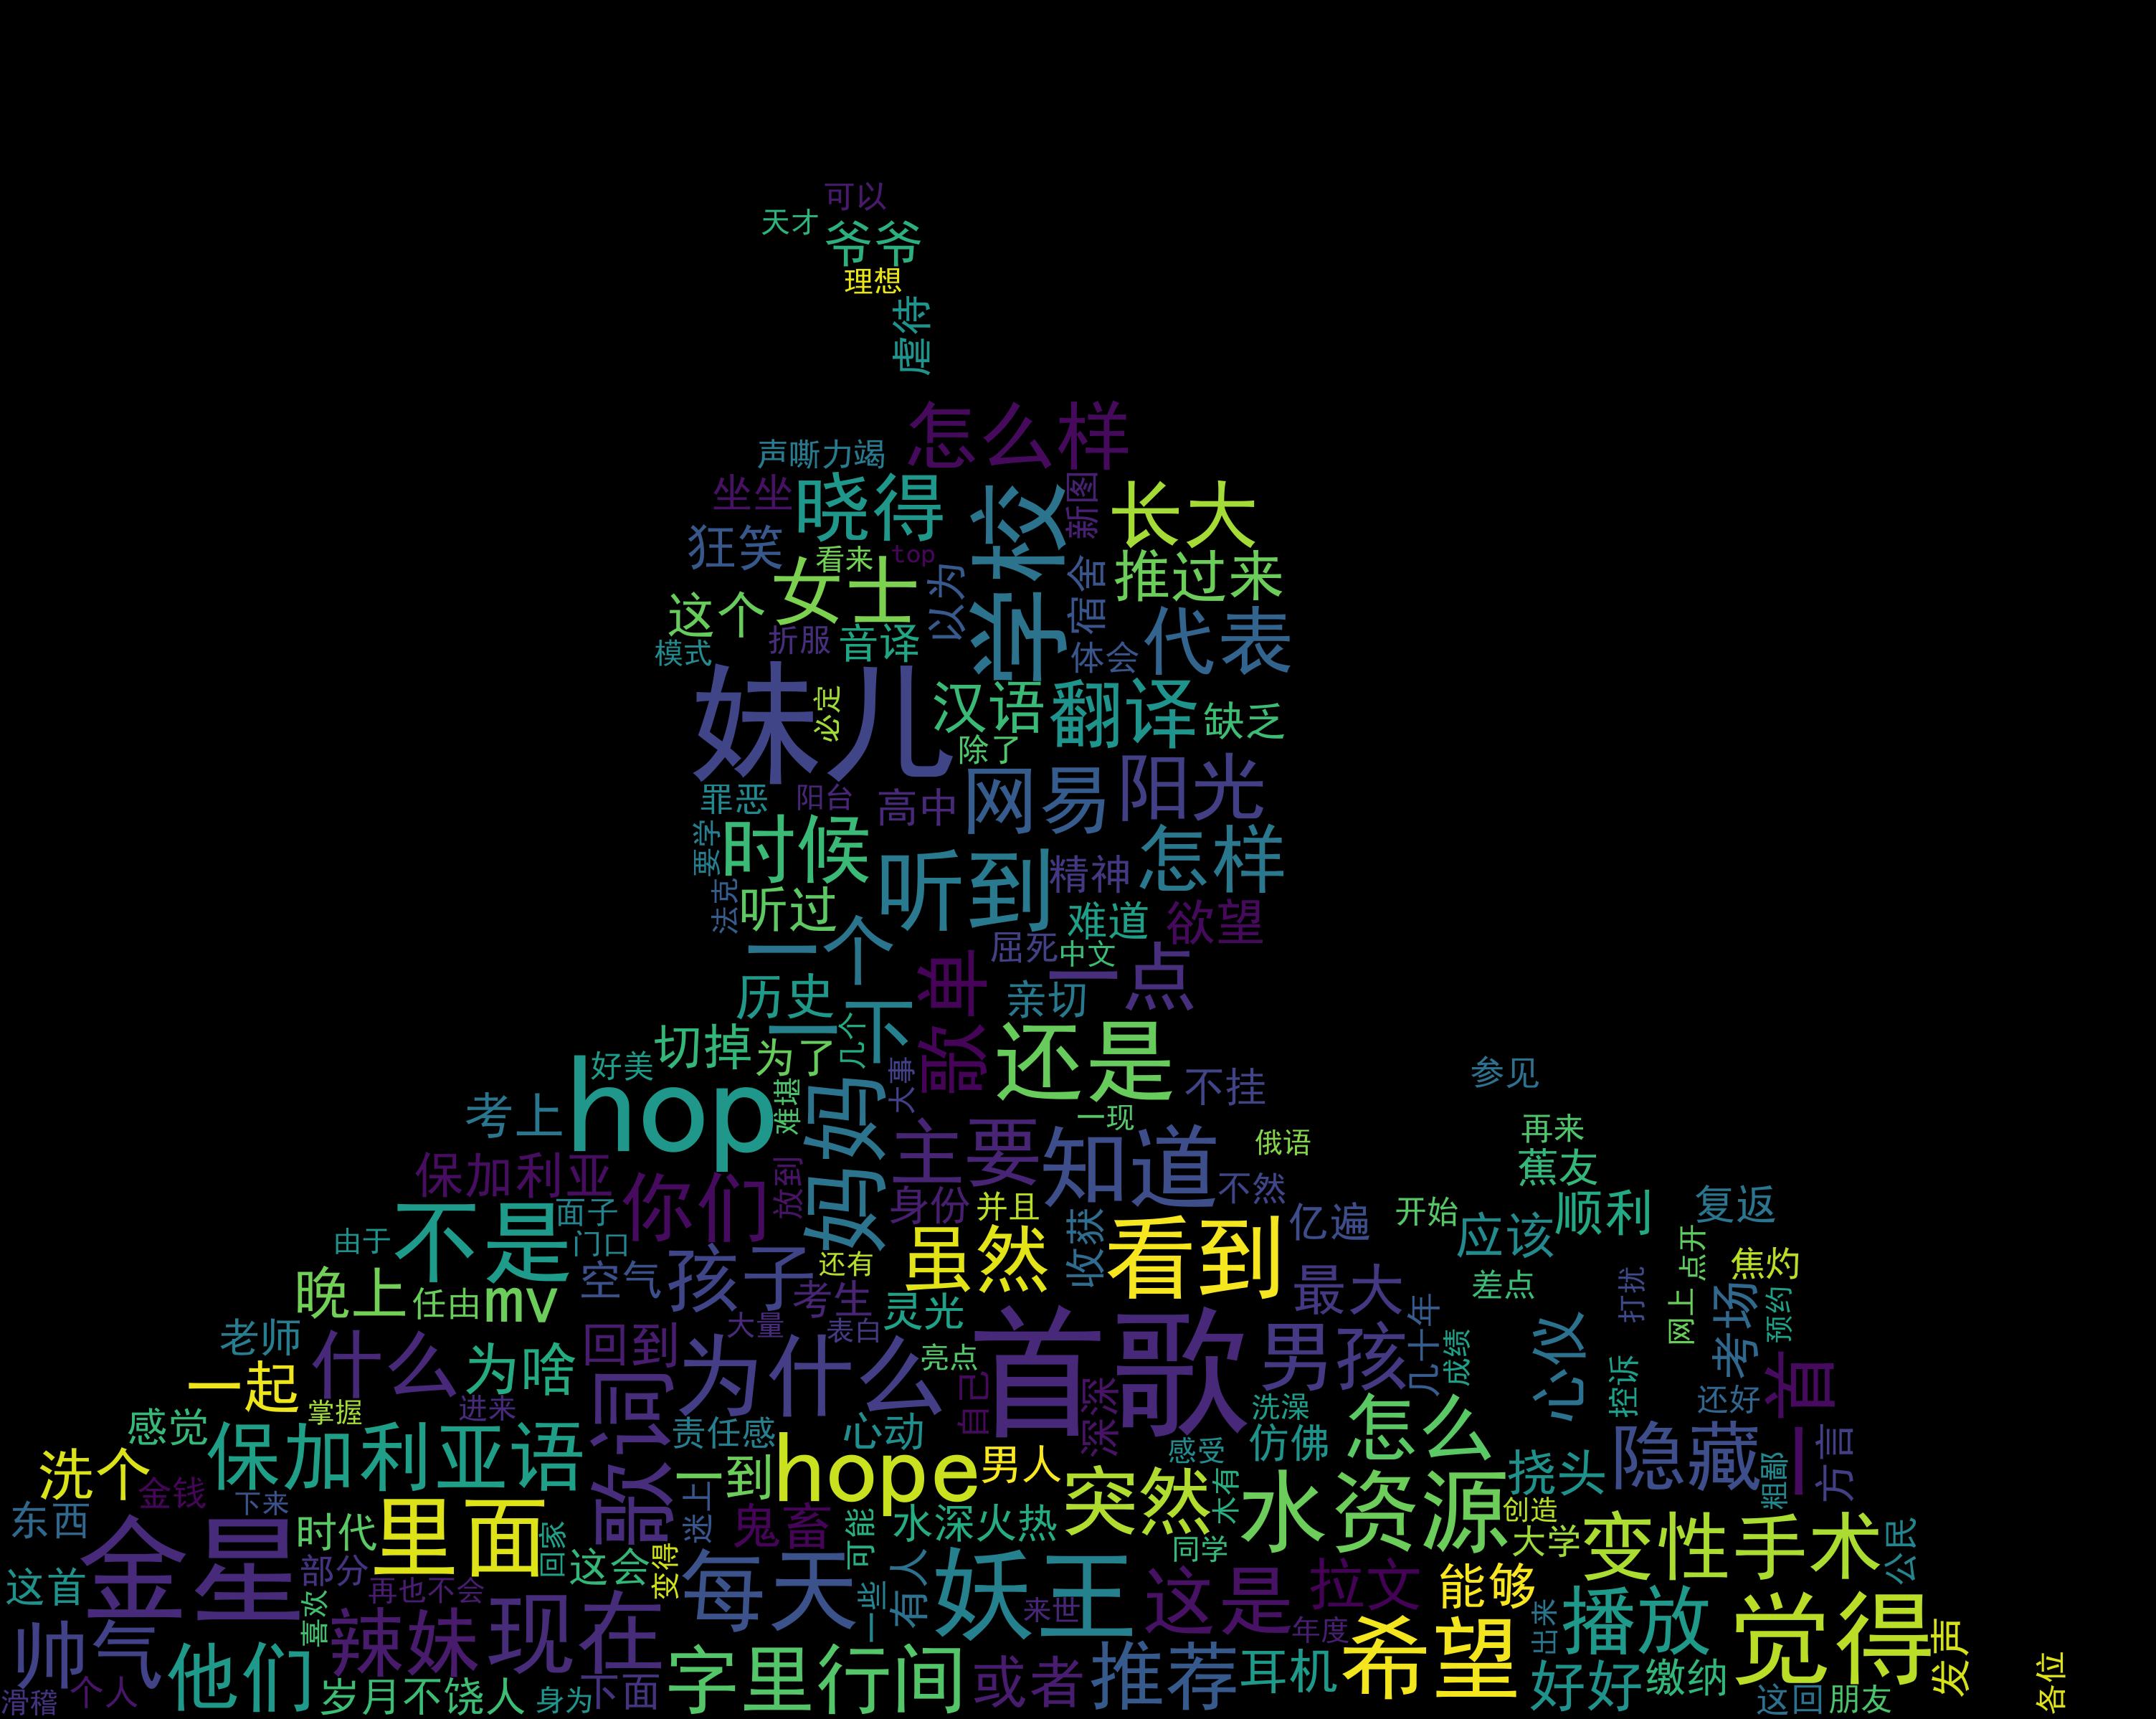 可以
天才
爷爷
理想
虐待
怎么样
声嘶力竭
坐坐
晓得
学校
新图
长大
狂笑
看来
top
女士
以为
宿舍
推过来
这个
折服
音译
代表
模式
体会
妹儿
必定
汉语
翻译
缺乏
除了
网易
阳光
罪恶
阳台
高中
要学
时候
听到
精神
怎样
法克
听过
难道
欲望
一个
屈死
中文
一点
历史
歌单
亲切
一下
几个
切掉
为了
还是
好美
hop
难堪
妈妈
大事
不挂
参见
考上
一现
主要
知道
俄语
再来
蕉友
保加利亚
你们
放到
身份
不然
并且
不是
面子
收获
看到
亿遍
开始
应该
顺利
复返
由于
门口
虽然
空气
孩子
还有
最大
差点
点开
焦灼
打扰
晚上
任由
mv
考生
灵光
网上
考场
预约
老师
什么
为啥
回到
大量
表白
为什么
亮点
首歌
男孩
几十年
成绩
心仪
控诉
一起
掌握
进来
歌词
自己
深深
洗澡
还好
一首
感觉
保加利亚语
责任感
心动
感受
仿佛
怎么
隐藏
方言
洗个
金钱
下来
迷上
一到
hope
男人
突然
木有
水资源
挠头
粗鄙
创造
东西
金星
时代
里面
回家
鬼畜
可能
水深火热
同学
大学
变性手术
公民
这首
部分
再也不会
这会
变得
每天
一些
有人
妖王
来世
这是
拉文
能够
喜欢
辣妹
现在
年度
出来
播放
觉得
发声
帅气
他们
字里行间
或者
推荐
耳机
希望
好好
缴纳
滑稽
个人
岁月不饶人
身为
下面
这回
朋友
各位